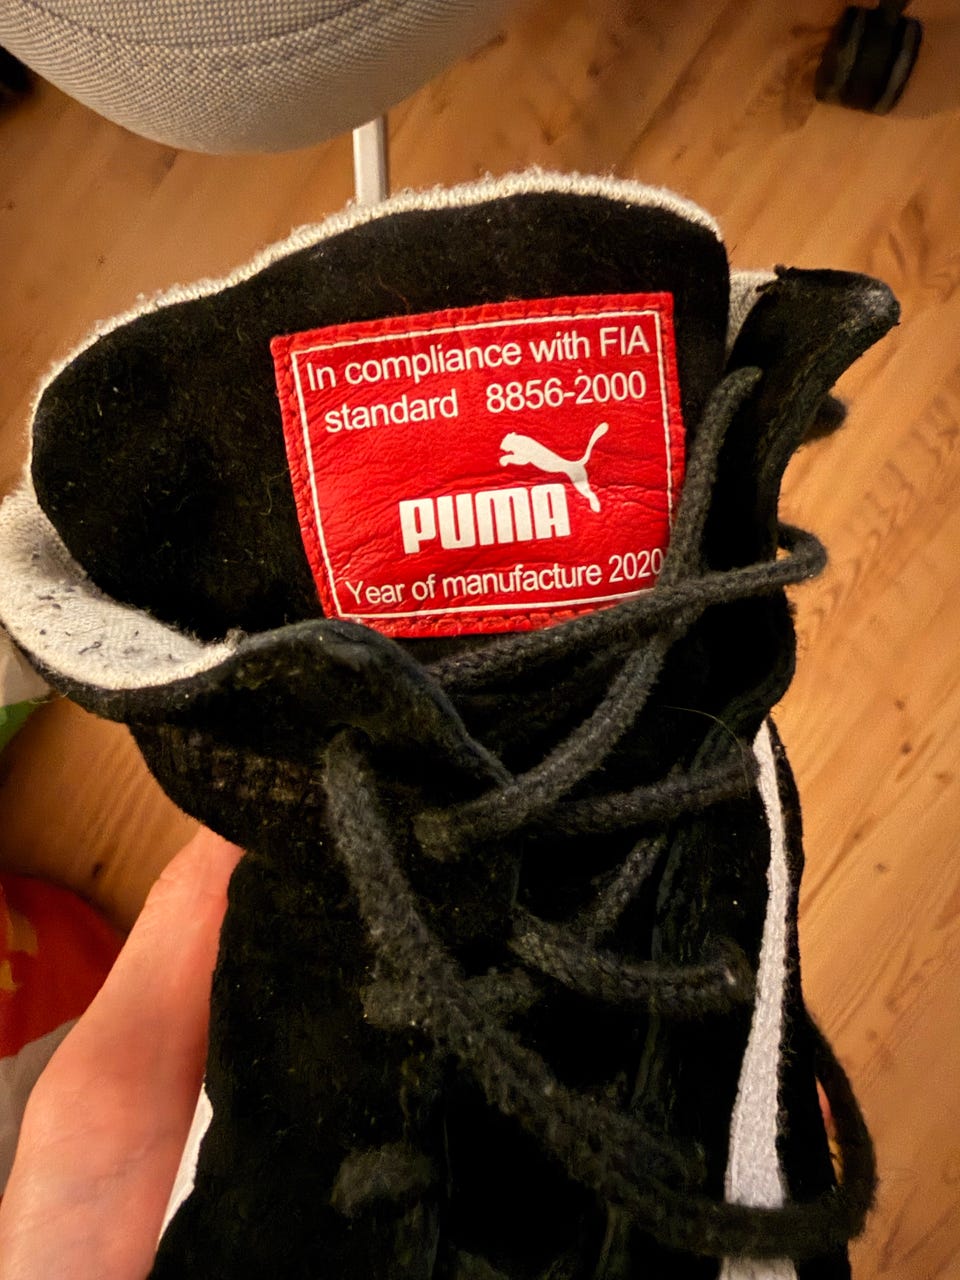 In compliance with FIA
standard 8856-2000
PUMA
Year of manufacture 2020